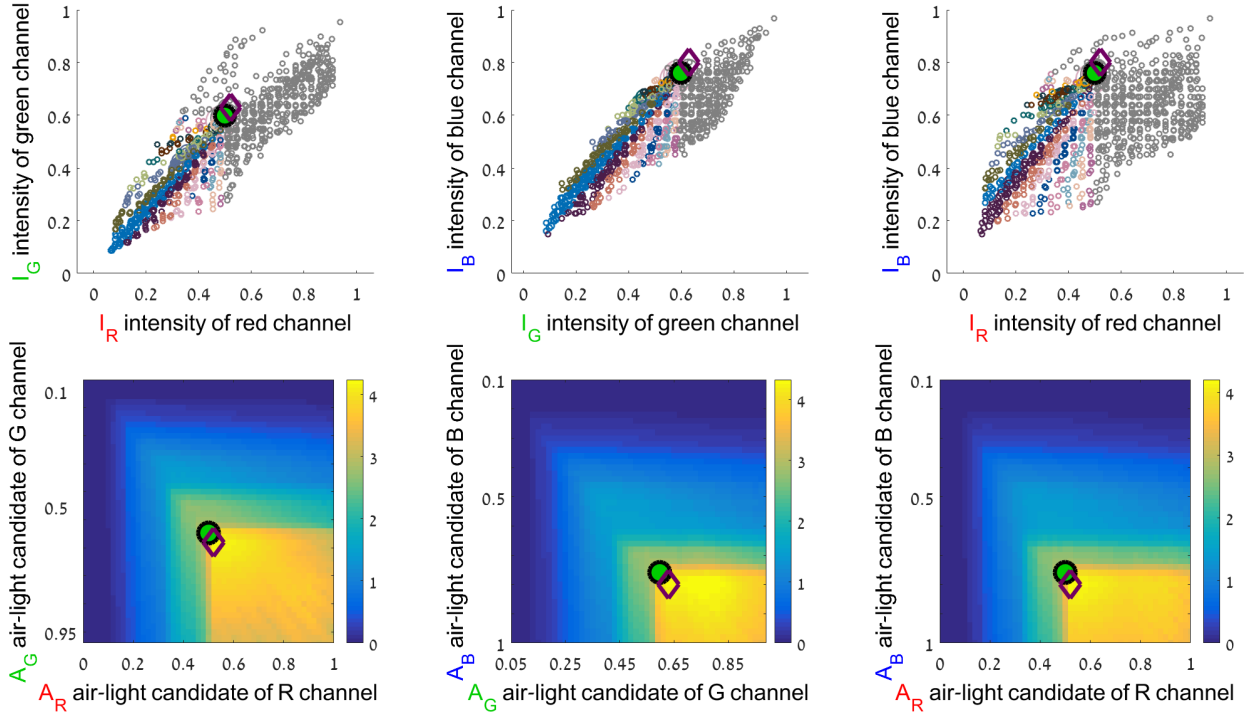 1
0.8
0.6
0.4
0.2
0
I_G intensity of green channel
0 0.2 0.4 0.6 0.8 1
I_R intensity of red channel
1
0.8
0.6
0.4
0.2
0
I_B intensity of blue channel
0 0.2 0.4 0.6 0.8 1
I_G intensity of green channel
1
0.8
0.6
0.4
0.2
0
I_B intensity of blue channel
0 0.2 0.4 0.6 0.8 1
I_R intensity of red channel
0.1
0.5
0.95
A_G air-light candidate of G channel
0 0.2 0.4 0.6 0.8 1
A_R air-light candidate of R channel
4
3
2
1
0
0.1
0.5
1
A_B air-light candidate of B channel
0.05 0.25 0.45 0.65 0.85
A_G air-light candidate of G channel
4
3
2
1
0
0.1
0.5
1
A_B air-light candidate of B channel
0 0.2 0.4 0.6 0.8 1
A_R air-light candidate of R channel
4
3
2
1
0